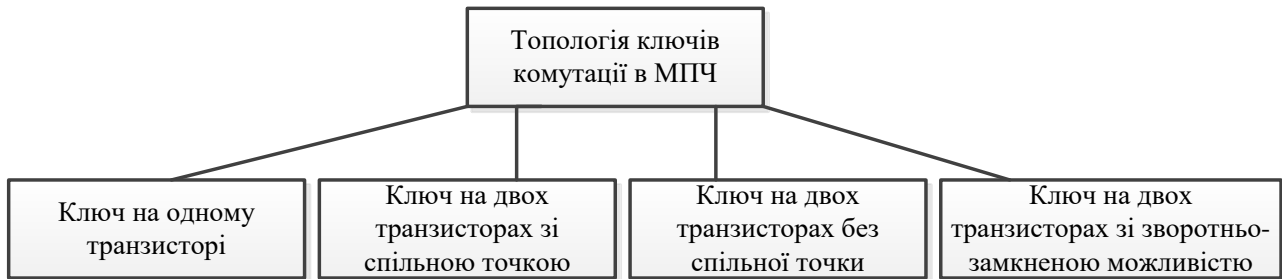 Топологія ключів
комутації в МПЧ
Ключ на одному
транзисторі
Ключ на двох
транзисторах зі
спільною точкою
Ключ на двох
транзисторах без
спільної точки
Ключ на двох
транзисторах зі зворотньо-
замкненою можливістю